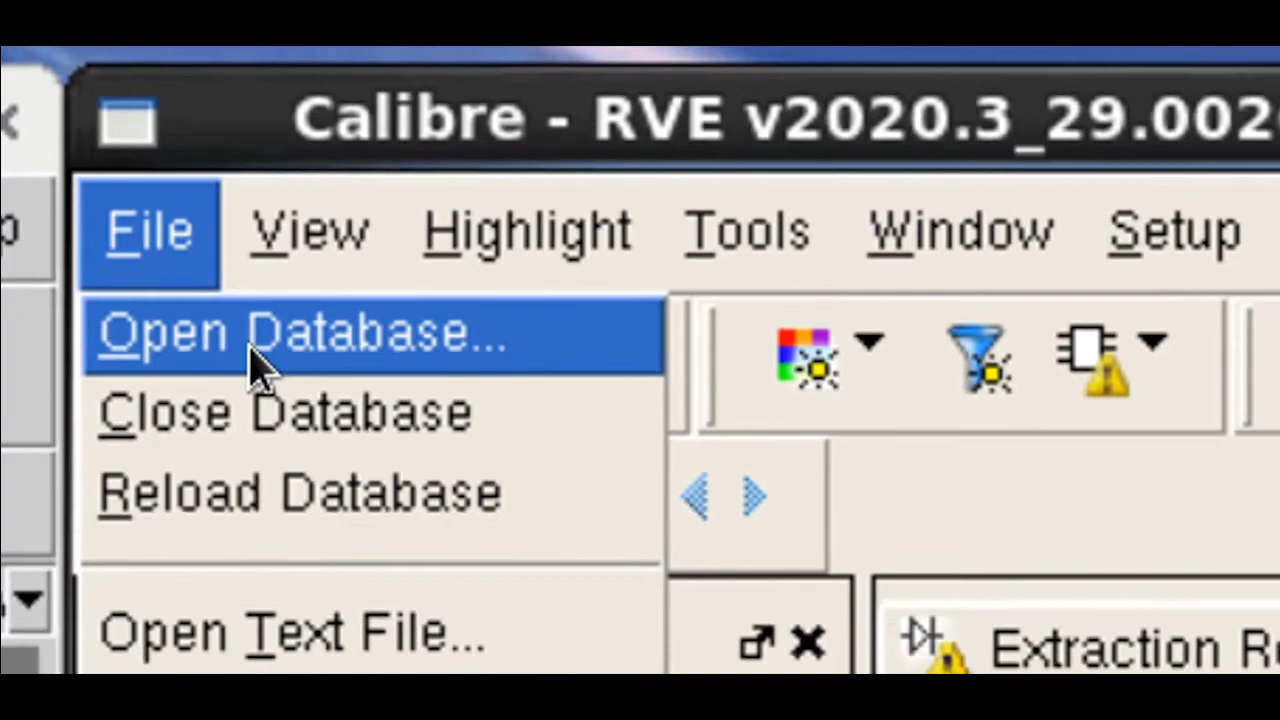 Calibre - RVE v2020.3_29.002
File View Highlight Tools Window Setup
Open Database...
Close Database
Reload Database
Open Text File...
Extraction